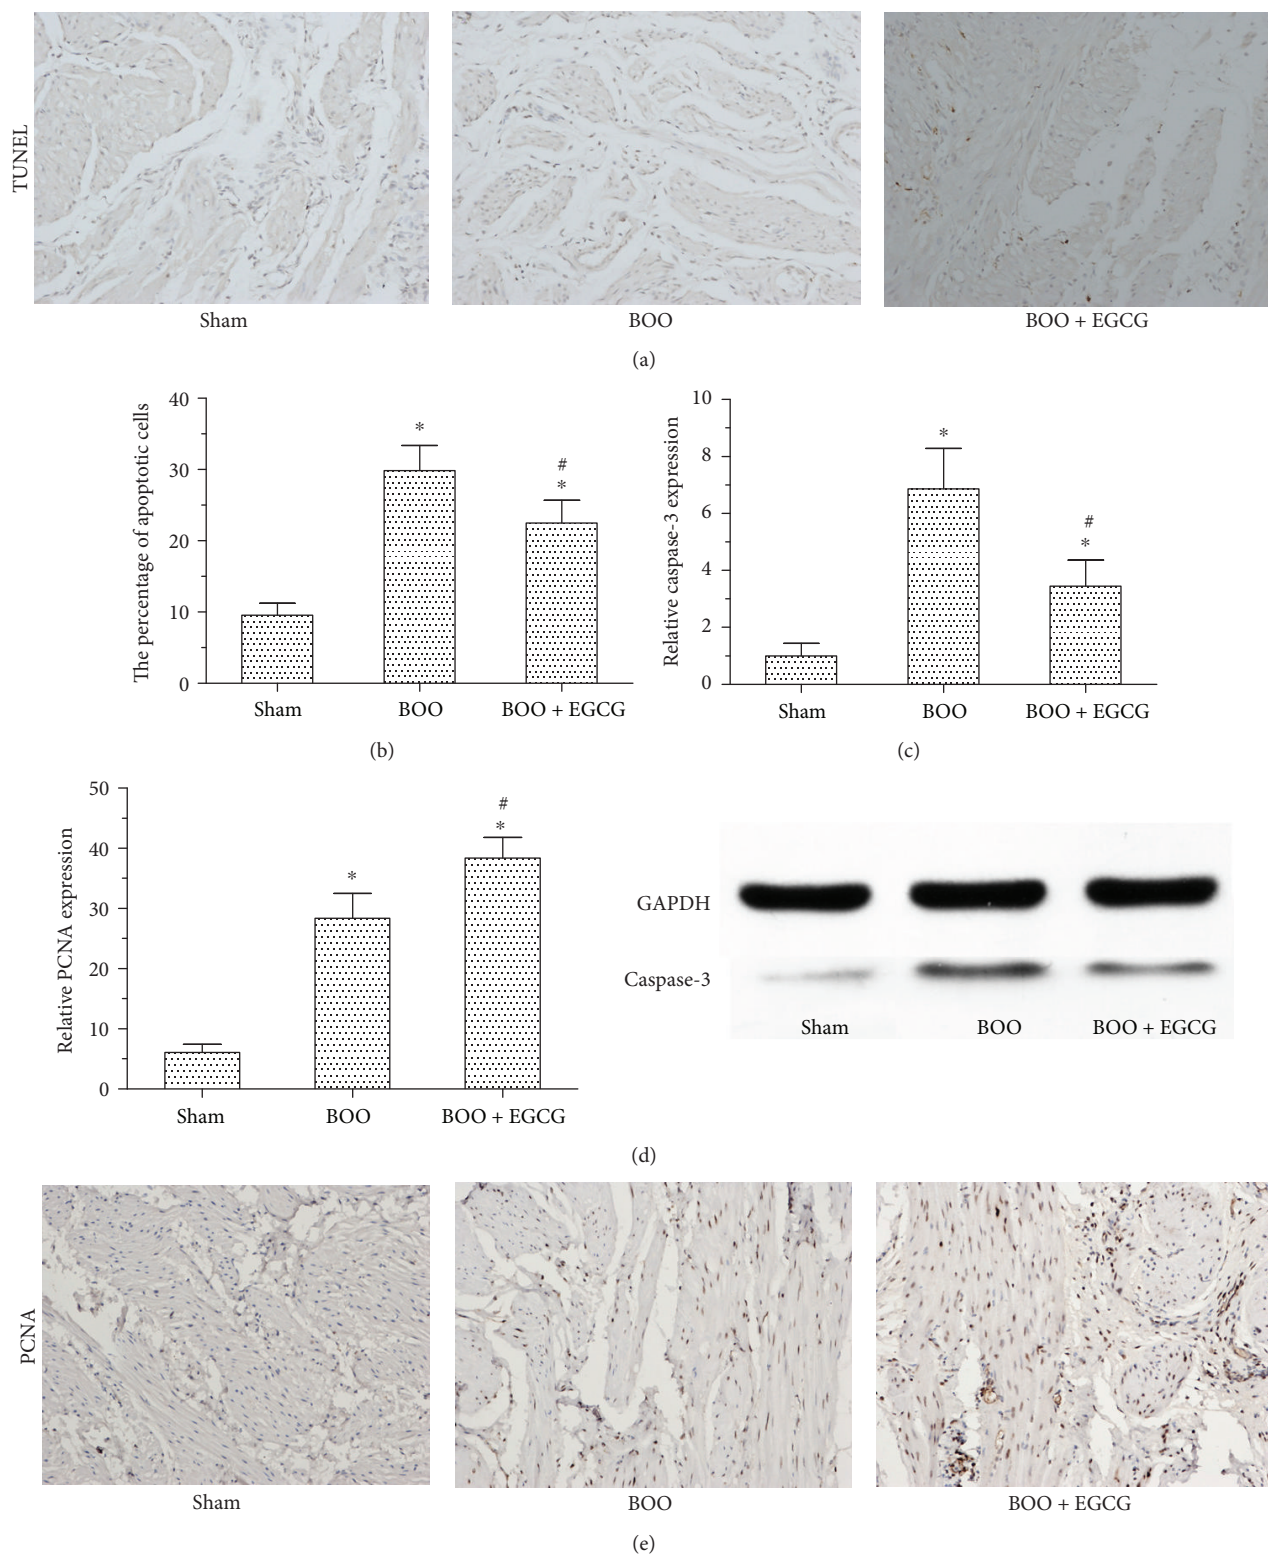 TUNEL
Sham
BOO
BOO + EGCG
(a)
The percentage of apoptotic cells
40
30
20
10
0
*
#
*
Sham
BOO
BOO + EGCG
(b)
Relative caspase-3 expression
10
8
6
4
2
0
*
#
*
Sham
BOO
BOO + EGCG
(c)
Relative PCNA expression
50
40
30
20
10
0
*
#
*
Sham
BOO
BOO + EGCG
GAPDH
Caspase-3
Sham
BOO
BOO + EGCG
(d)
PCNA
Sham
BOO
BOO + EGCG
(e)